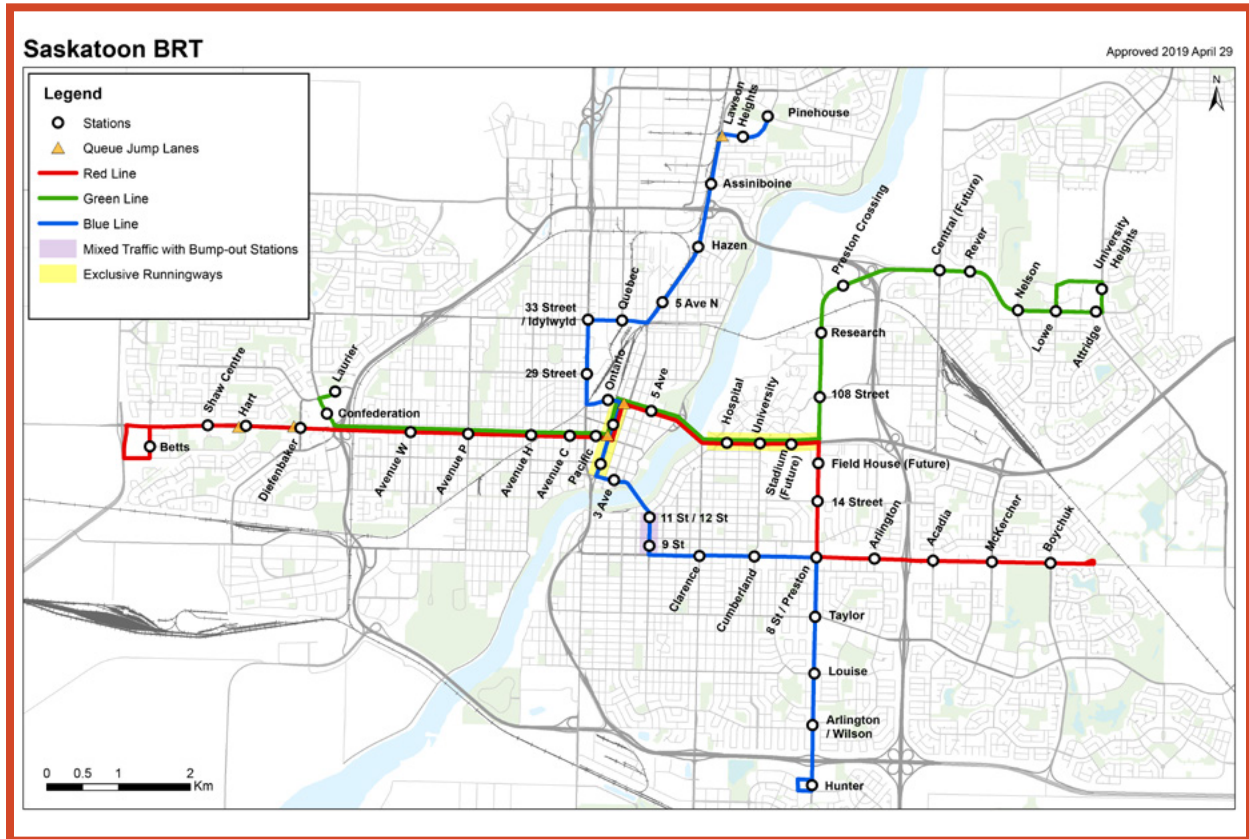 Saskatoon BRT
Approved 2019 April 29
Legend
Stations
Queue Jump Lanes
Red Line
Green Line
Blue Line
Mixed Traffic with Bump-out Stations
Exclusive Runningways
N
Lawson
Heights
Pinehouse
Assiniboine
Hazen
5 Ave N
Quebec
33 Street
/ Idylwyld
29 Street
Ontario
5 Ave
Hospital
University
Stadium
(Future)
Preston Crossing
Central (Future)
Rever
Nelson
Lowe
Attridge
University
Heights
Research
108 Street
Field House (Future)
14 Street
Laurier
Confederation
Shaw Centre
Hart
Betts
Diefenbaker
Avenue W
Avenue P
Avenue H
Avenue C
Pacific
3 Ave
11 St / 12 St
9 St
Clarence
Cumberland
8 St / Preston
Arlington
Acadia
McKercher
Boychuk
Taylor
Louise
Arlington
/ Wilson
Hunter
0 0.5 1 2
Km